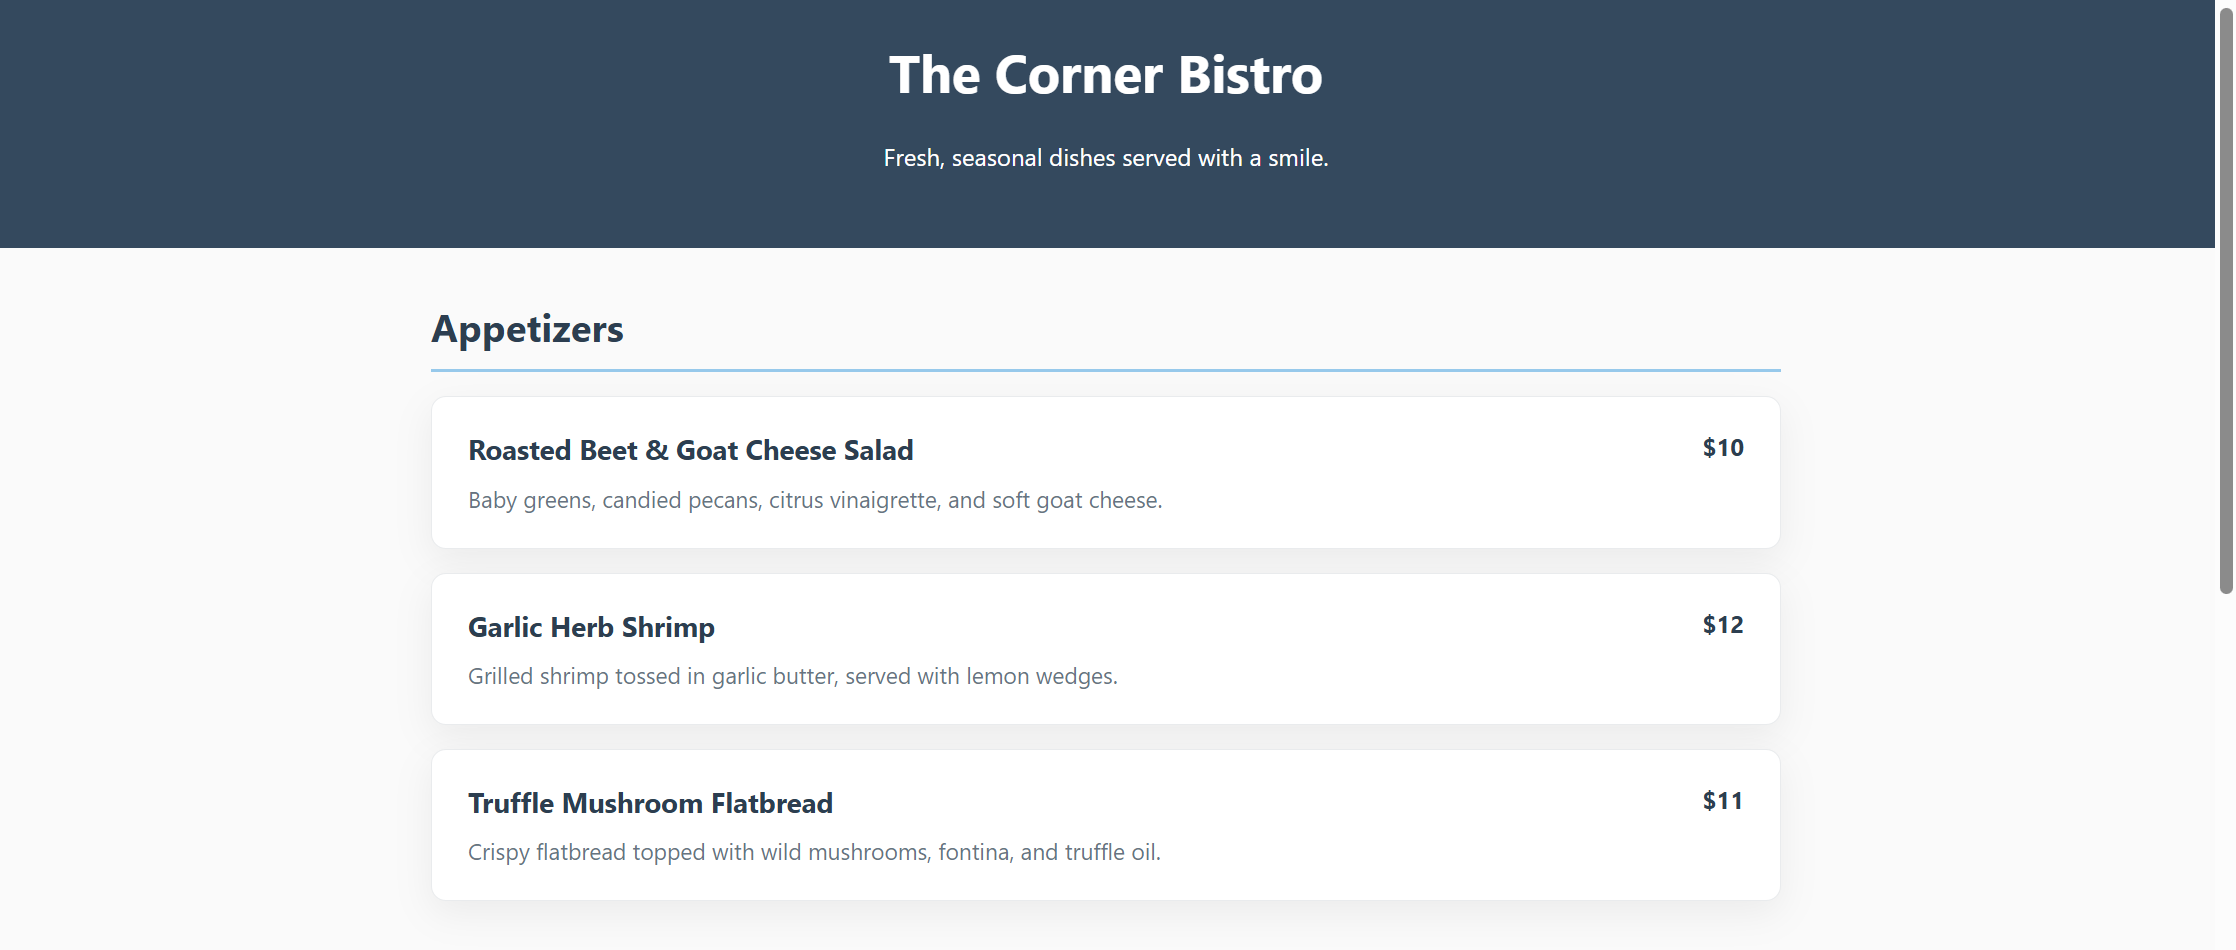 The Corner Bistro
Fresh, seasonal dishes served with a smile.
Appetizers
Roasted Beet & Goat Cheese Salad $10
Baby greens, candied pecans, citrus vinaigrette, and soft goat cheese.
Garlic Herb Shrimp $12
Grilled shrimp tossed in garlic butter, served with lemon wedges.
Truffle Mushroom Flatbread $11
Crispy flatbread topped with wild mushrooms, fontina, and truffle oil.